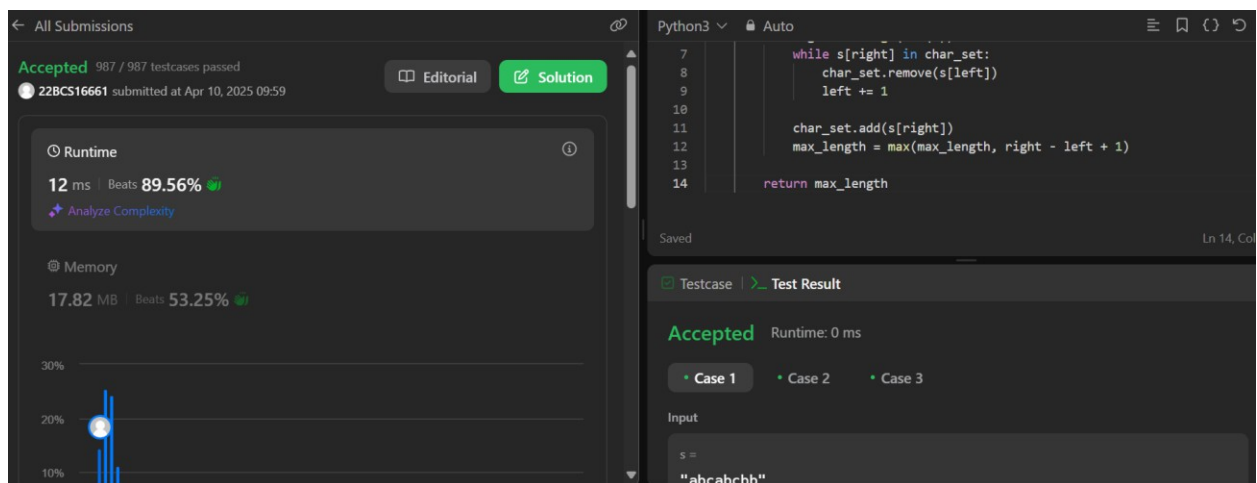 ← All Submissions
Accepted 987 / 987 testcases passed
22BCS16661 submitted at Apr 10, 2025 09:59
Editorial
Solution
Runtime
12 ms | Beats 89.56%
Analyze Complexity
Memory
17.82 MB | Beats 53.25%
30%
20%
10%
Python3 Auto
7 while s[right] in char_set:
8 char_set.remove(s[left])
9 left += 1
10
11 char_set.add(s[right])
12 max_length = max(max_length, right - left + 1)
13
14 return max_length
Saved Ln 14, Col
Testcase | >_ Test Result
Accepted Runtime: 0 ms
• Case 1 • Case 2 • Case 3
Input
s =
"abcabcbb"